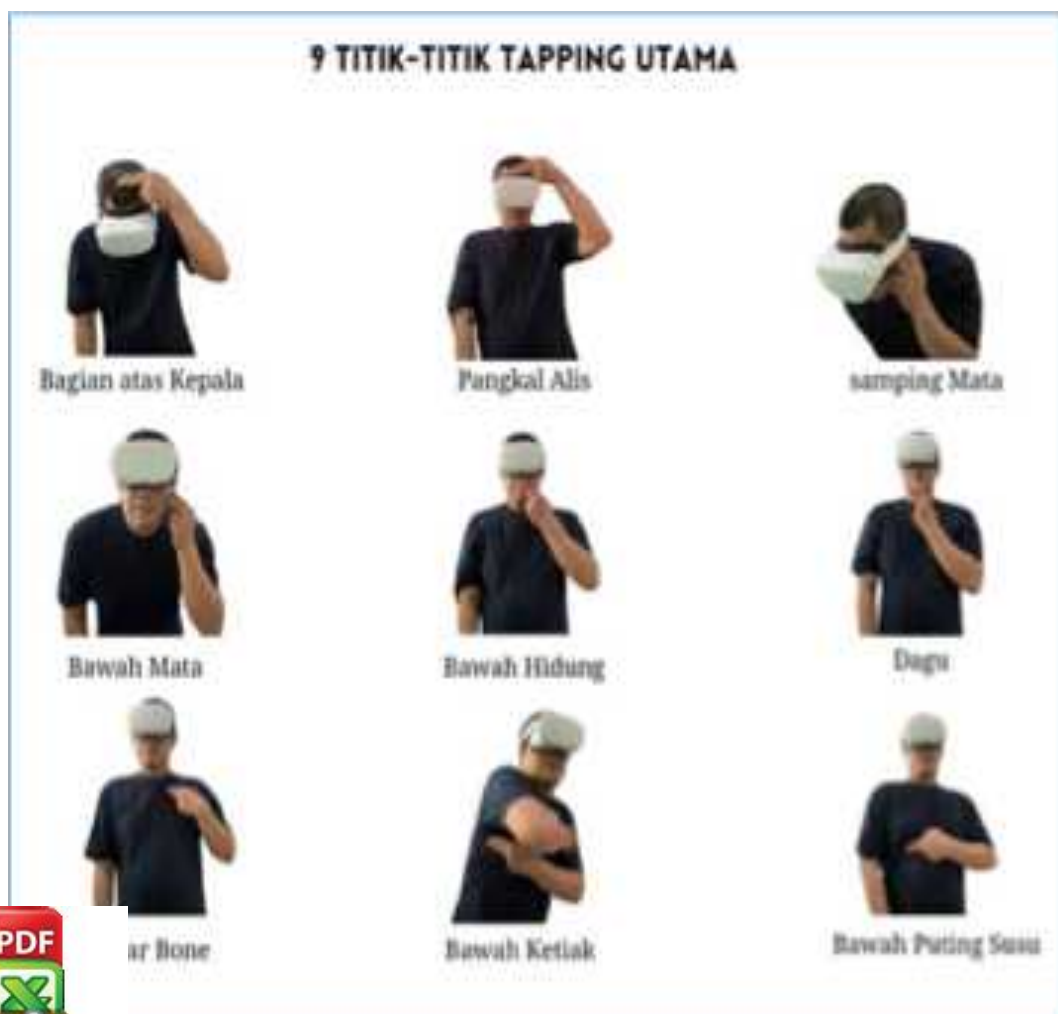 9 TITIK-TITIK TAPPING UTAMA
Bagian atas Kepala
Pangkal Alis
samping Mata
Bawah Mata
Bawah Hidung
Dagu
ar Bone
Bawah Ketiak
Bawah Puting Susu
PDF